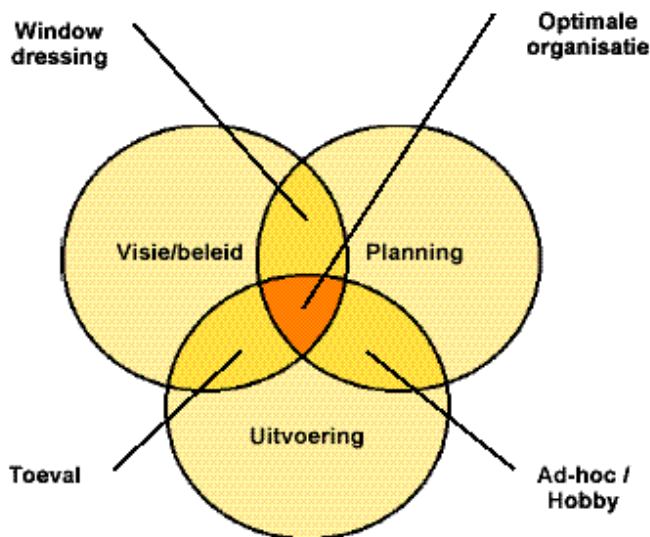 Window
dressing
Optimale
organisatie
Visie/beleid
Planning
Uitvoering
Toeval
Ad-hoc /
Hobby